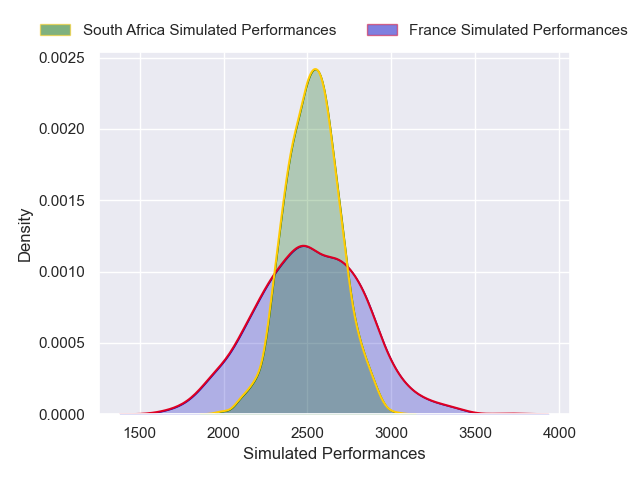 South Africa Simulated Performances France Simulated Performances
0.0025
0.0020
0.0015
0.0010
0.0005
0.0000
Density
1500 2000 2500 3000 3500 4000
Simulated Performances